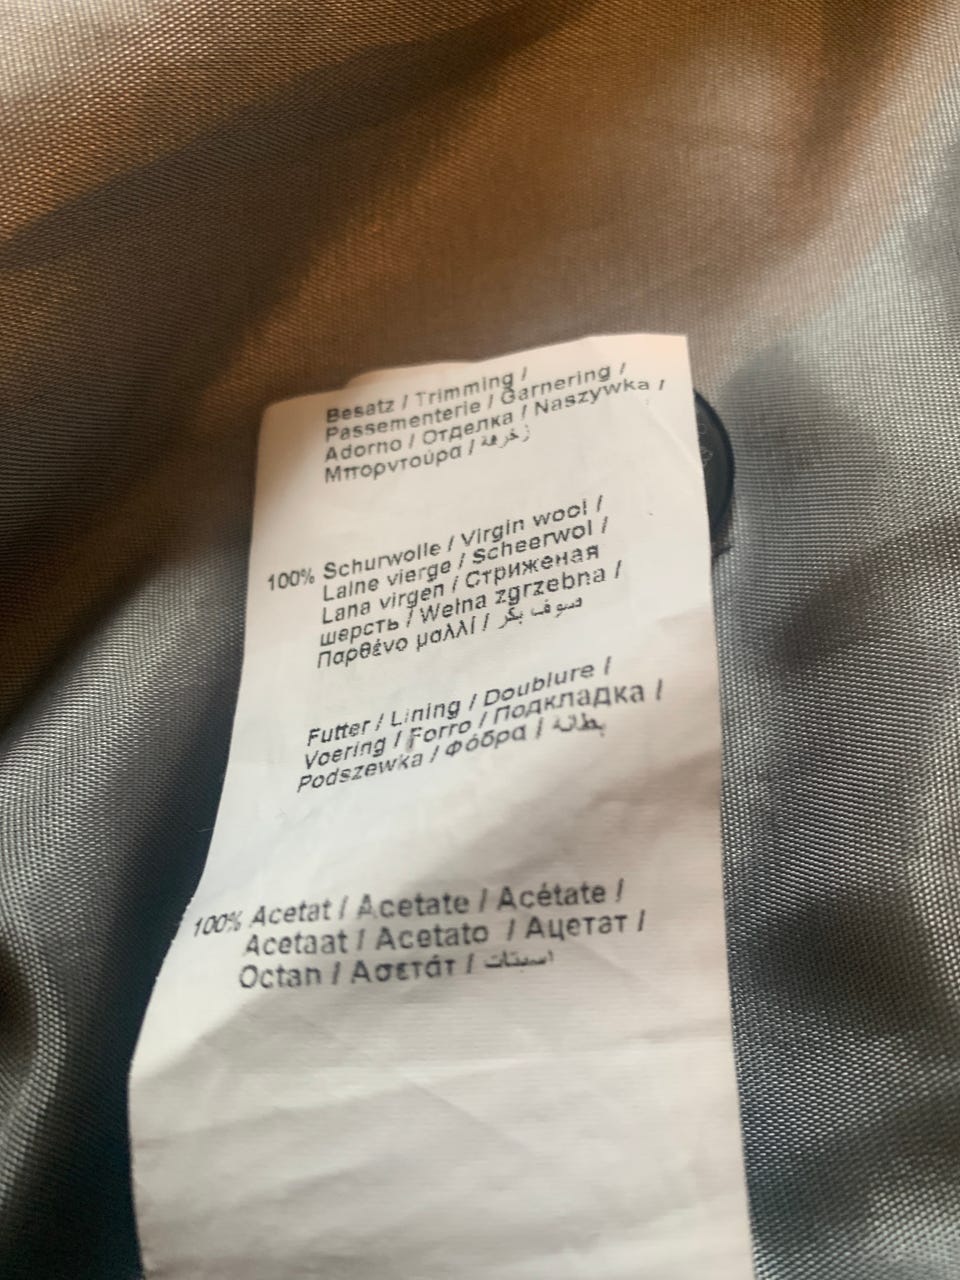 Besatz / Trimming /
Passementerie / Garnering /
Adorno / Отделка / Naszywka /
Μπορντούρα / زخرفة
100% Schurwolle / Virgin wool /
Laine vierge / Scheerwol /
Lana virgen / Стриженая
шерсть / Wełna zgrzebna /
Παρθένο μαλλί / صوف بكر
Futter / Lining / Doublure /
Voering / Forro / Подкладка /
Podszewka / Φόδρα / بطانة
100% Acetat / Acetate / Acétate /
Acetaat / Acetato / Ацетат /
Octan / Ασετάτ / اسيتات